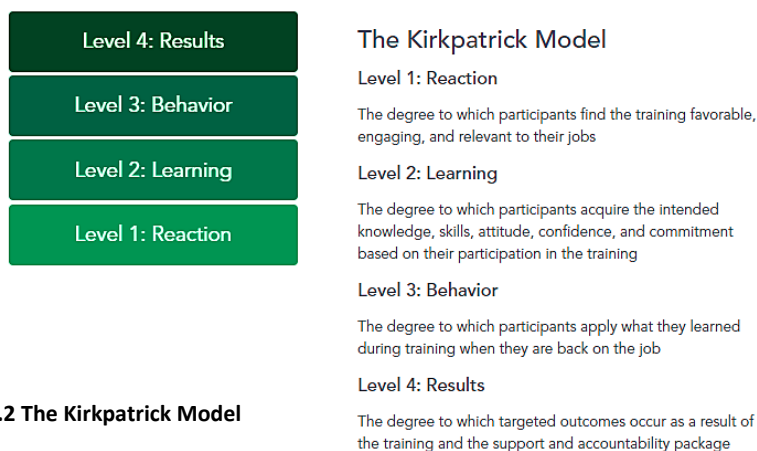 Level 4: Results
Level 3: Behavior
Level 2: Learning
Level 1: Reaction
.2 The Kirkpatrick Model
The Kirkpatrick Model
Level 1: Reaction
The degree to which participants find the training favorable,
engaging, and relevant to their jobs
Level 2: Learning
The degree to which participants acquire the intended
knowledge, skills, attitude, confidence, and commitment
based on their participation in the training
Level 3: Behavior
The degree to which participants apply what they learned
during training when they are back on the job
Level 4: Results
The degree to which targeted outcomes occur as a result of
the training and the support and accountability package